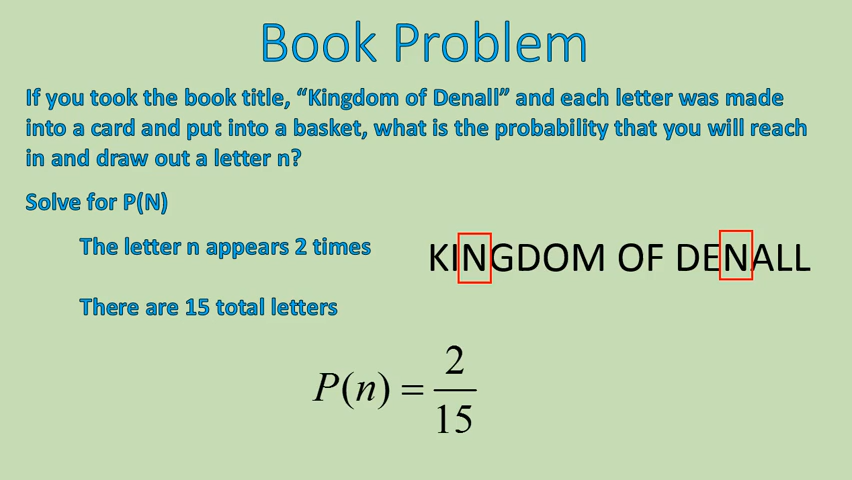 Book Problem
If you took the book title, “Kingdom of Denall” and each letter was made
into a card and put into a basket, what is the probability that you will reach
in and draw out a letter n?
Solve for P(N)
The letter n appears 2 times
KINGDOM OF DENALL
There are 15 total letters
P(n) = 2/15